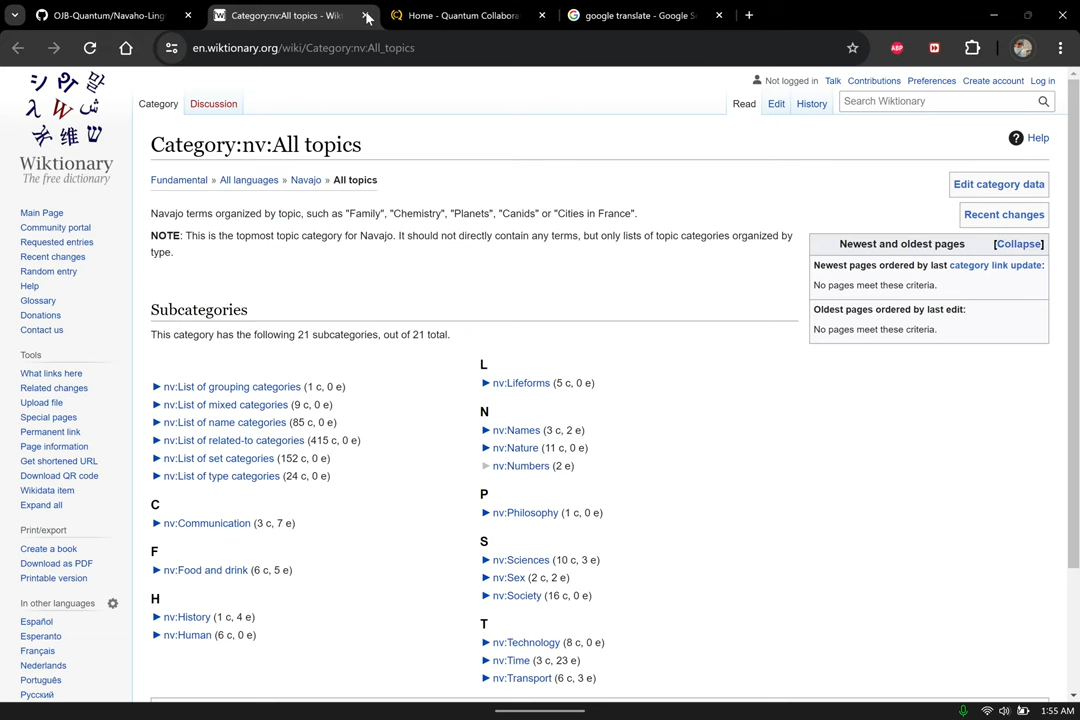 OJB-Quantum/Navaho-Ling
Category:nv:All topics - Wikt
Home - Quantum Collabora
google translate - Google S
en.wiktionary.org/wiki/Category:nv:All_topics
ABP
Not logged in Talk Contributions Preferences Create account Log in
Category Discussion
Read Edit History
Search Wiktionary
Wiktionary
The free dictionary
Main Page
Community portal
Requested entries
Recent changes
Random entry
Help
Glossary
Donations
Contact us
Tools
What links here
Related changes
Upload file
Special pages
Permanent link
Page information
Get shortened URL
Download QR code
Wikidata item
Expand all
Print/export
Create a book
Download as PDF
Printable version
In other languages
Español
Esperanto
Français
Nederlands
Português
Русский
Category:nv:All topics
Help
Fundamental » All languages » Navajo » All topics
Edit category data
Recent changes
Navajo terms organized by topic, such as "Family", "Chemistry", "Planets", "Canids" or "Cities in France".
NOTE: This is the topmost topic category for Navajo. It should not directly contain any terms, but only lists of topic categories organized by
type.
Newest and oldest pages [Collapse]
Newest pages ordered by last category link update:
No pages meet these criteria.
Oldest pages ordered by last edit:
No pages meet these criteria.
Subcategories
This category has the following 21 subcategories, out of 21 total.
nv:List of grouping categories (1 c, 0 e)
nv:List of mixed categories (9 c, 0 e)
nv:List of name categories (85 c, 0 e)
nv:List of related-to categories (415 c, 0 e)
nv:List of set categories (152 c, 0 e)
nv:List of type categories (24 c, 0 e)
C
nv:Communication (3 c, 7 e)
F
nv:Food and drink (6 c, 5 e)
H
nv:History (1 c, 4 e)
nv:Human (6 c, 0 e)
L
nv:Lifeforms (5 c, 0 e)
N
nv:Names (3 c, 2 e)
nv:Nature (11 c, 0 e)
nv:Numbers (2 e)
P
nv:Philosophy (1 c, 0 e)
S
nv:Sciences (10 c, 3 e)
nv:Sex (2 c, 2 e)
nv:Society (16 c, 0 e)
T
nv:Technology (8 c, 0 e)
nv:Time (3 c, 23 e)
nv:Transport (6 c, 3 e)
1:55 AM